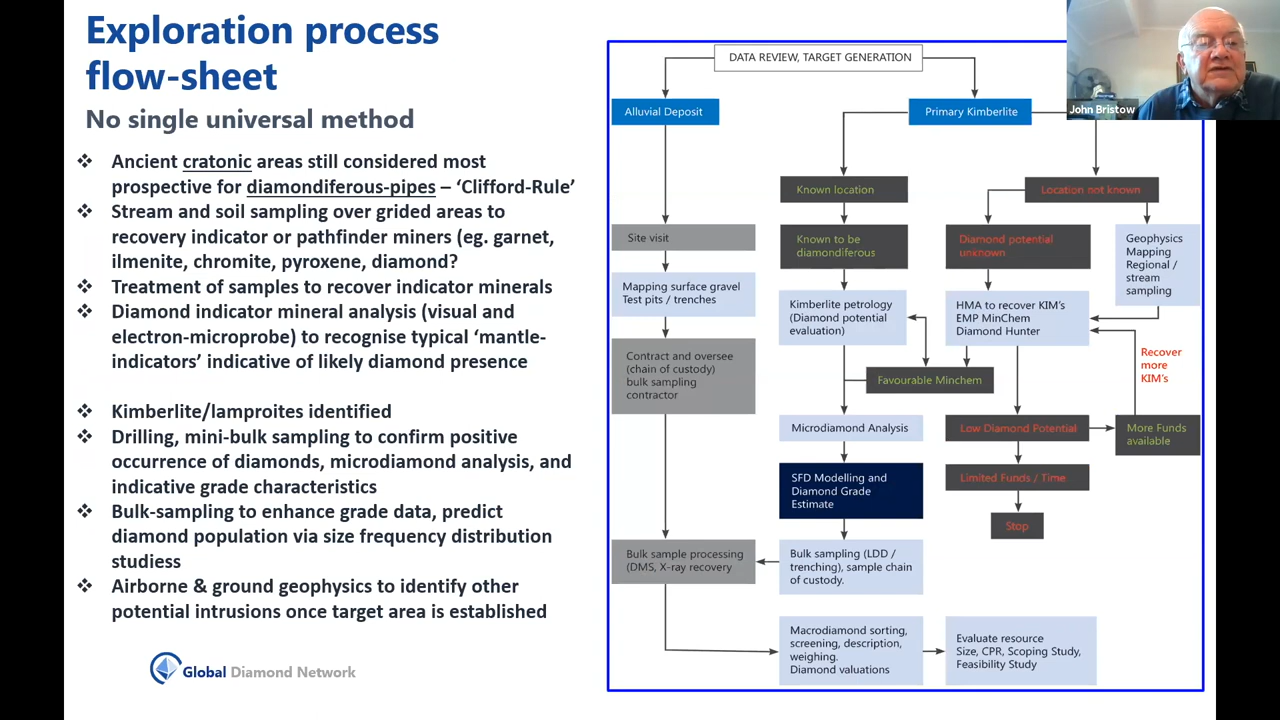 Exploration process
flow-sheet
No single universal method
❖ Ancient cratonic areas still considered most
prospective for diamondiferous-pipes – ‘Clifford-Rule’
❖ Stream and soil sampling over grided areas to
recovery indicator or pathfinder miners (eg. garnet,
ilmenite, chromite, pyroxene, diamond?
❖ Treatment of samples to recover indicator minerals
❖ Diamond indicator mineral analysis (visual and
electron-microprobe) to recognise typical ‘mantle-
indicators’ indicative of likely diamond presence
❖ Kimberlite/lamproites identified
❖ Drilling, mini-bulk sampling to confirm positive
occurrence of diamonds, microdiamond analysis, and
indicative grade characteristics
❖ Bulk-sampling to enhance grade data, predict
diamond population via size frequency distribution
studiess
❖ Airborne & ground geophysics to identify other
potential intrusions once target area is established
Global Diamond Network
DATA REVIEW, TARGET GENERATION
John Bristow
Alluvial Deposit
Primary Kimberlite
Known location
Location not known
Site visit
Known to be
diamondiferous
Diamond potential
unknown
Geophysics
Mapping
Regional /
stream
sampling
Mapping surface gravel
Test pits / trenches
Kimberlite petrology
(Diamond potential
evaluation)
HMA to recover KIM's
EMP MinChem
Diamond Hunter
Contract and oversee
(chain of custody)
bulk sampling
contractor
Favourable Minchem
Recover
more
KIM's
Microdiamond Analysis
Low Diamond Potential
More Funds
available
SFD Modelling and
Diamond Grade
Estimate
Limited Funds / Time
Stop
Bulk sample processing
(DMS, X-ray recovery
Bulk sampling (LDD /
trenching), sample chain
of custody.
Macrodiamond sorting,
screening, description,
weighing.
Diamond valuations
Evaluate resource
Size, CPR, Scoping Study,
Feasibility Study